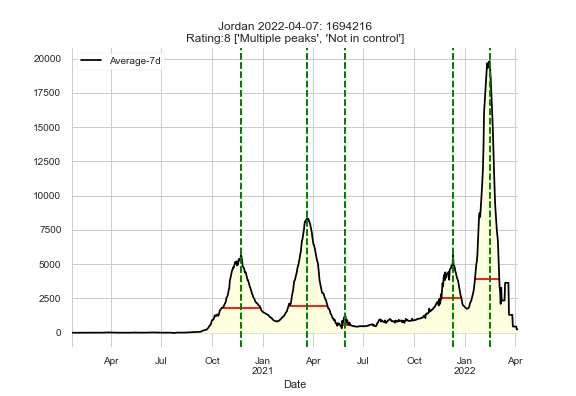 Jordan 2022-04-07: 1694216
Rating:8 ['Multiple peaks', 'Not in control']
Average-7d
20000
17500
15000
12500
10000
7500
5000
2500
0
Apr Jul Oct Jan Apr Jul Oct Jan Apr
2021 2022
Date